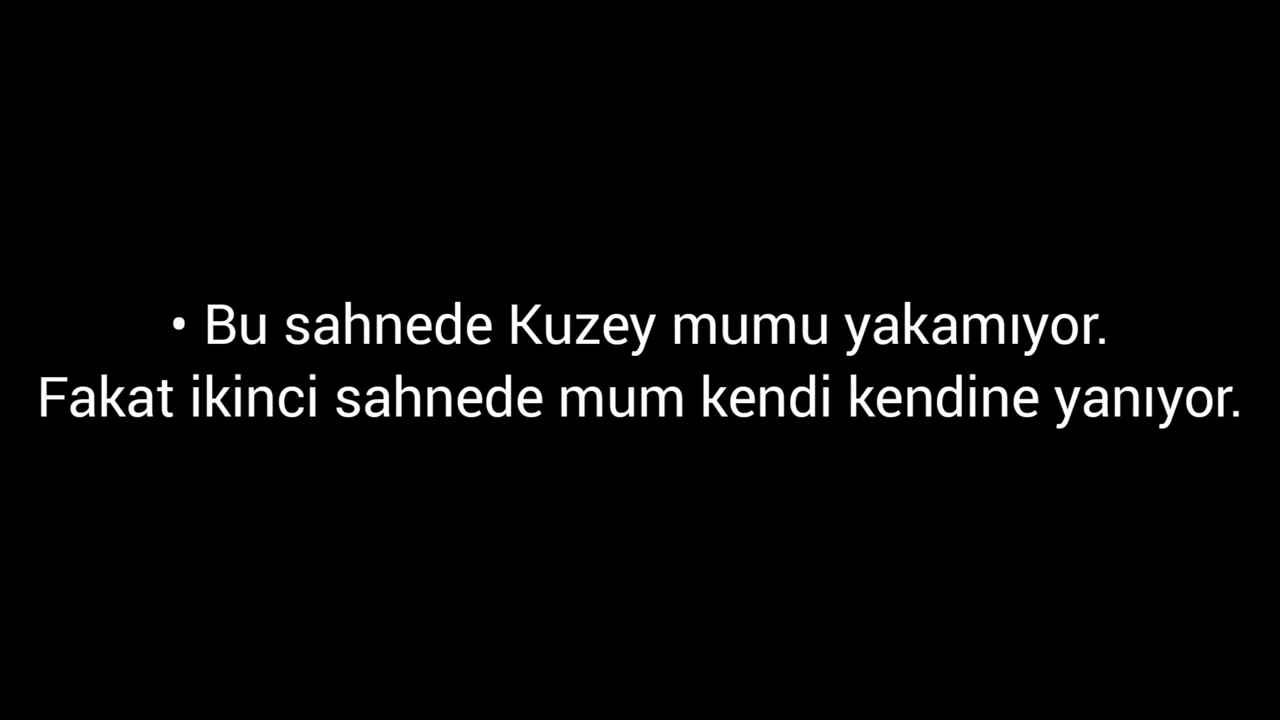 • Bu sahnede Kuzey mumu yakamıyor.
Fakat ikinci sahnede mum kendi kendine yanıyor.